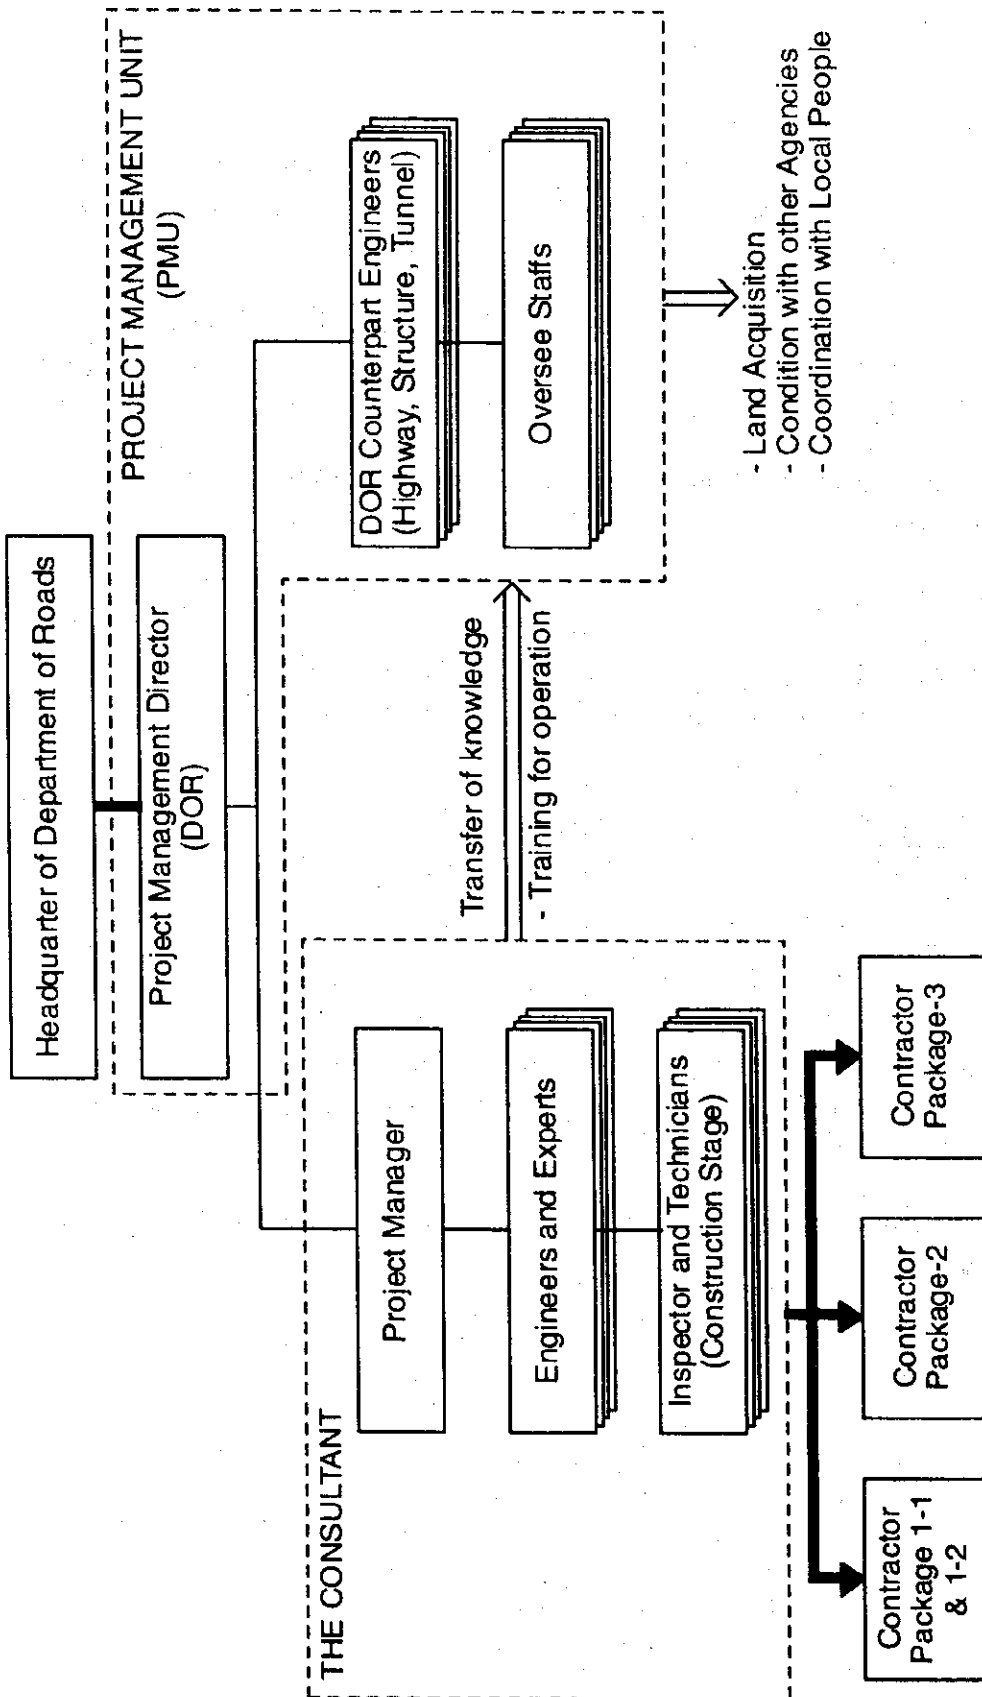 Headquarter of Department of Roads
PROJECT MANAGEMENT UNIT
(PMU)
Project Management Director
(DOR)
THE CONSULTANT
Project Manager
Engineers and Experts
Inspector and Technicians
(Construction Stage)
Transfer of knowledge
- Training for operation
DOR Counterpart Engineers
(Highway, Structure, Tunnel)
Oversee Staffs
- Land Acquisition
- Condition with other Agencies
- Coordination with Local People
Contractor
Package 1-1
& 1-2
Contractor
Package-2
Contractor
Package-3